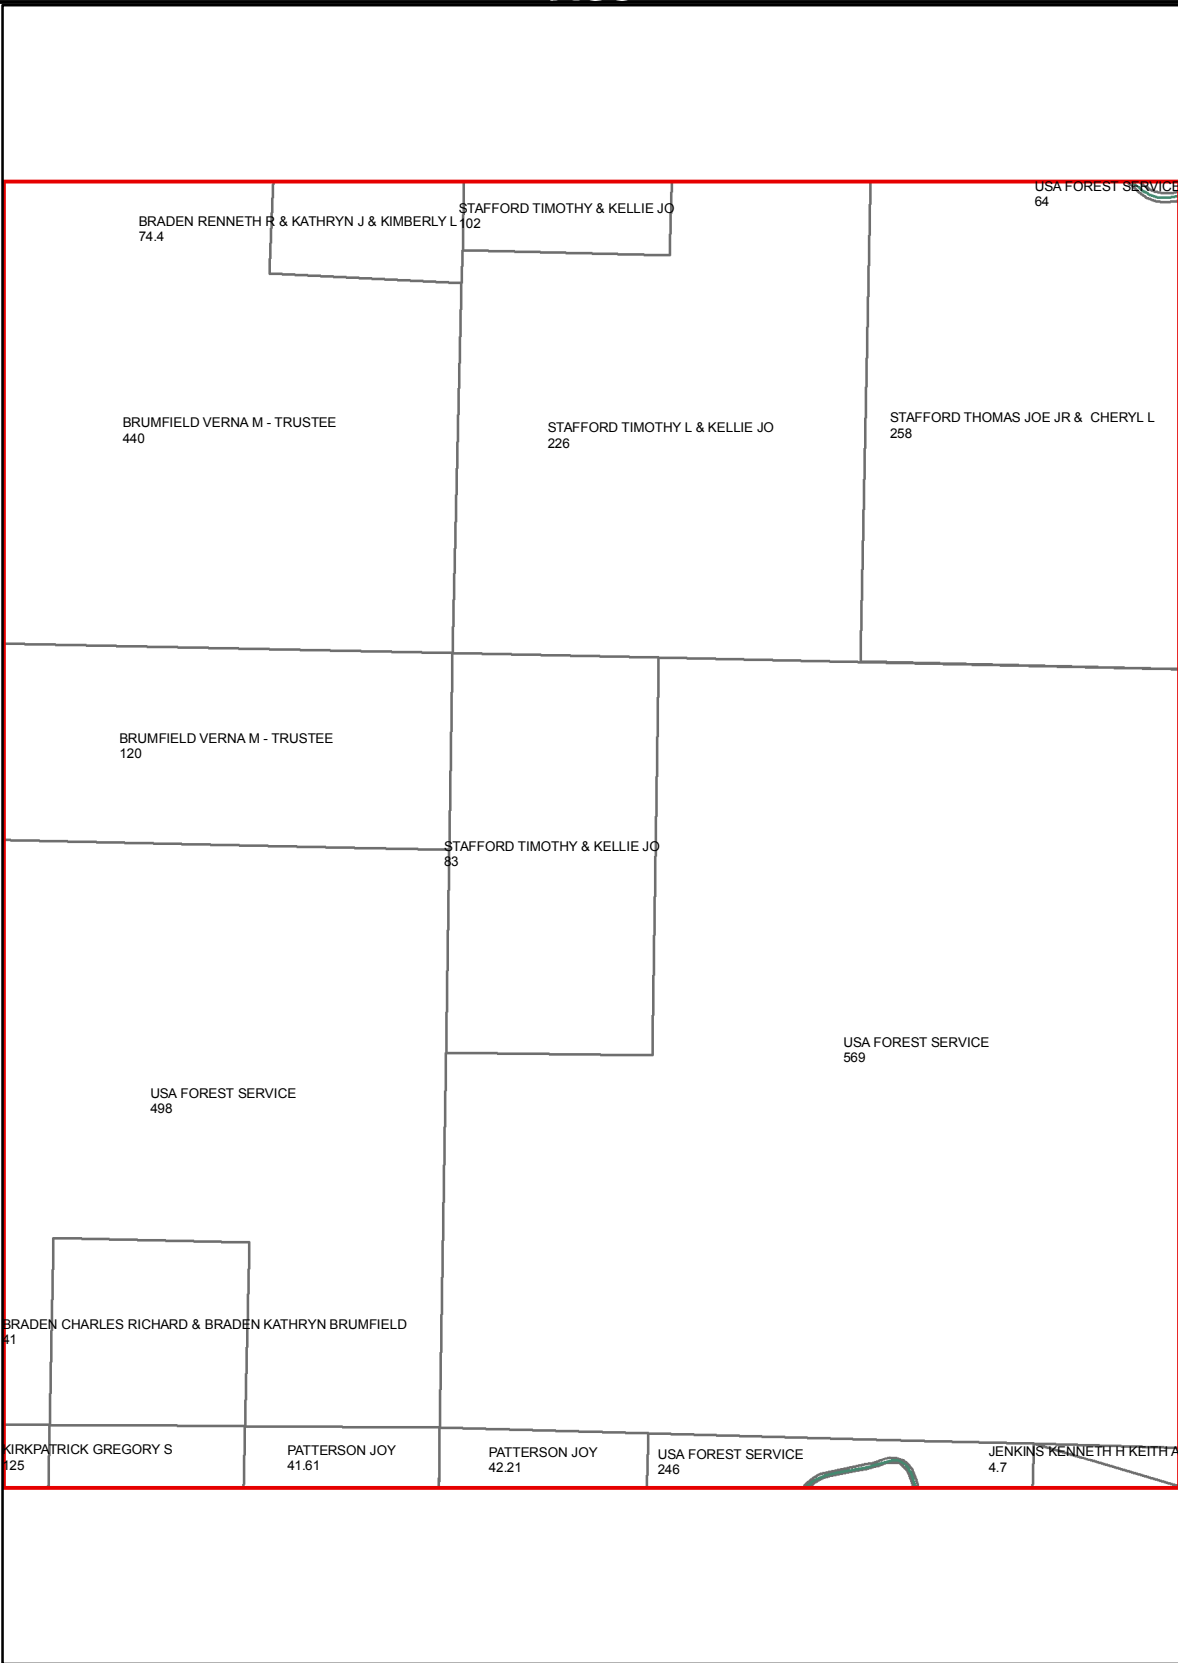 USA FOREST SERVICE
64
STAFFORD TIMOTHY & KELLIE JO
102
BRADEN RENNETH R & KATHRYN J & KIMBERLY L
74.4
BRUMFIELD VERNA M - TRUSTEE
440
STAFFORD TIMOTHY L & KELLIE JO
226
STAFFORD THOMAS JOE JR &  CHERYL L
258
BRUMFIELD VERNA M - TRUSTEE
120
STAFFORD TIMOTHY & KELLIE JO
83
USA FOREST SERVICE
569
USA FOREST SERVICE
498
BRADEN CHARLES RICHARD & BRADEN KATHRYN BRUMFIELD
41
KIRKPATRICK GREGORY S
125
PATTERSON JOY
41.61
PATTERSON JOY
42.21
USA FOREST SERVICE
246
JENKINS KENNETH H KEITH A
4.7